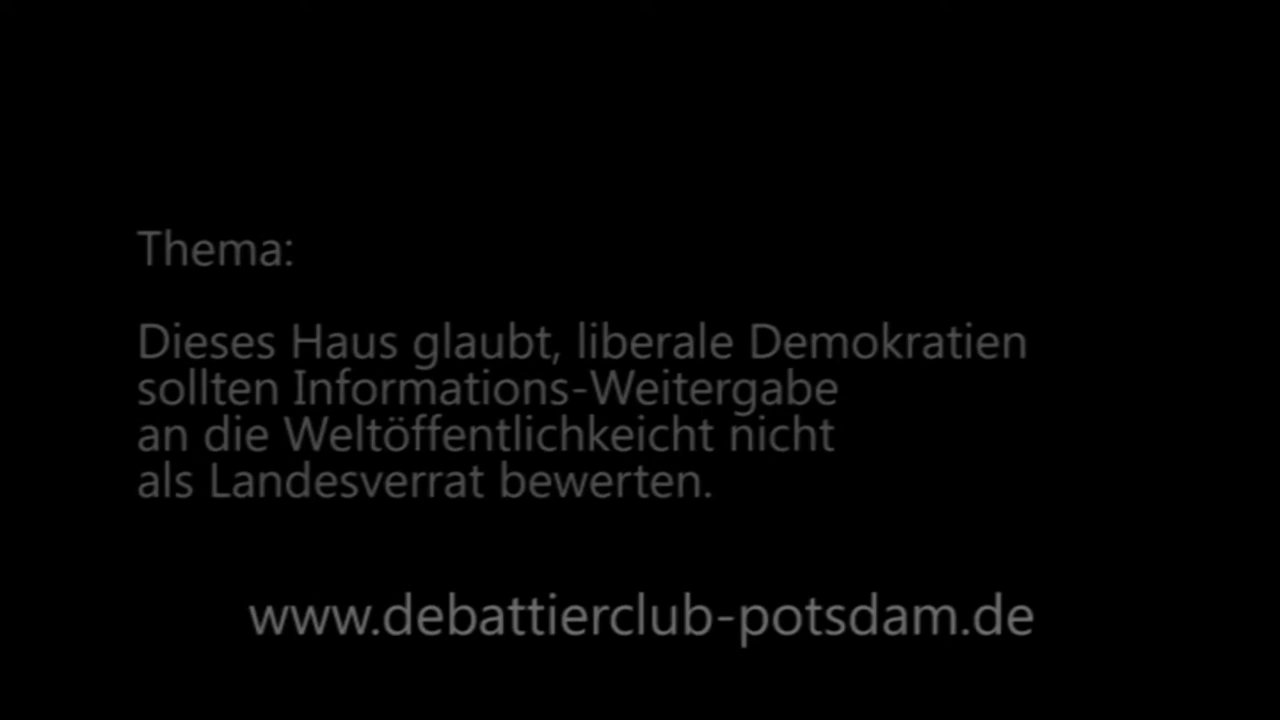 Thema:
Dieses Haus glaubt, liberale Demokratien
sollten Informations-Weitergabe
an die Weltöffentlichkeicht nicht
als Landesverrat bewerten.
www.debattierclub-potsdam.de